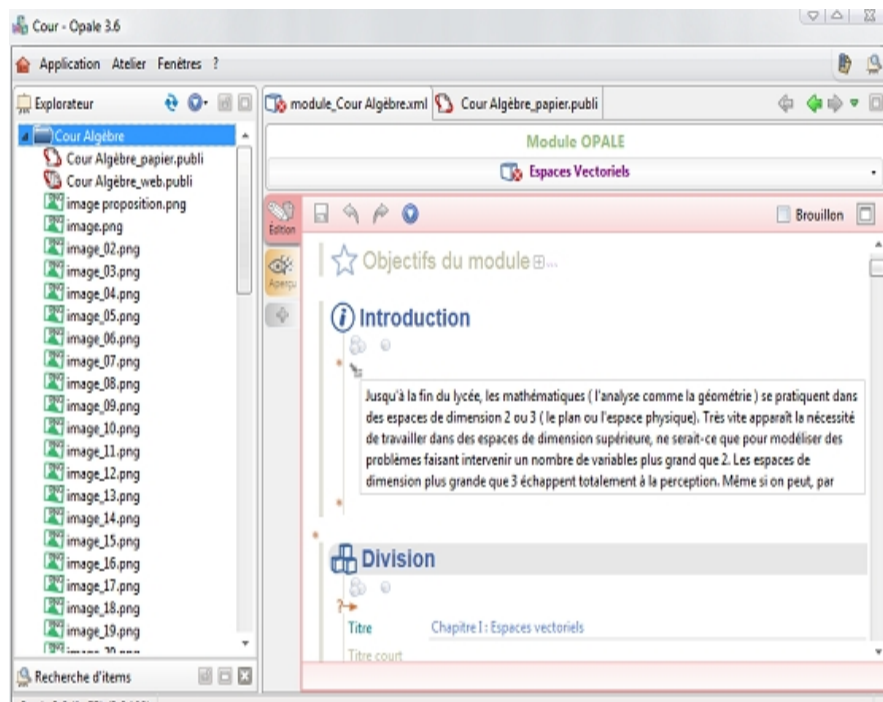 Cour - Opale 3.6
Application Atelier Fenêtres ?
Explorateur
Cour Algèbre
Cour Algèbre_papier.publi
Cour Algèbre_web.publi
image proposition.png
image.png
image_02.png
image_03.png
image_04.png
image_05.png
image_06.png
image_07.png
image_08.png
image_09.png
image_10.png
image_11.png
image_12.png
image_13.png
image_14.png
image_15.png
image_16.png
image_17.png
image_18.png
image_19.png
Recherche d'items
module_Cour Algèbre.xml Cour Algèbre_papier.publi
Module OPALE
Espaces Vectoriels
Édition
Aperçu
Brouillon
Objectifs du module ...
Introduction
Jusqu'à la fin du lycée, les mathématiques ( l'analyse comme la géométrie ) se pratiquent dans
des espaces de dimension 2 ou 3 ( le plan ou l'espace physique). Très vite apparaît la nécessité
de travailler dans des espaces de dimension supérieure, ne serait-ce que pour modéliser des
problèmes faisant intervenir un nombre de variables plus grand que 2. Les espaces de
dimension plus grande que 3 échappent totalement à la perception. Même si on peut, par
Division
Titre Chapitre I : Espaces vectoriels
Titre court